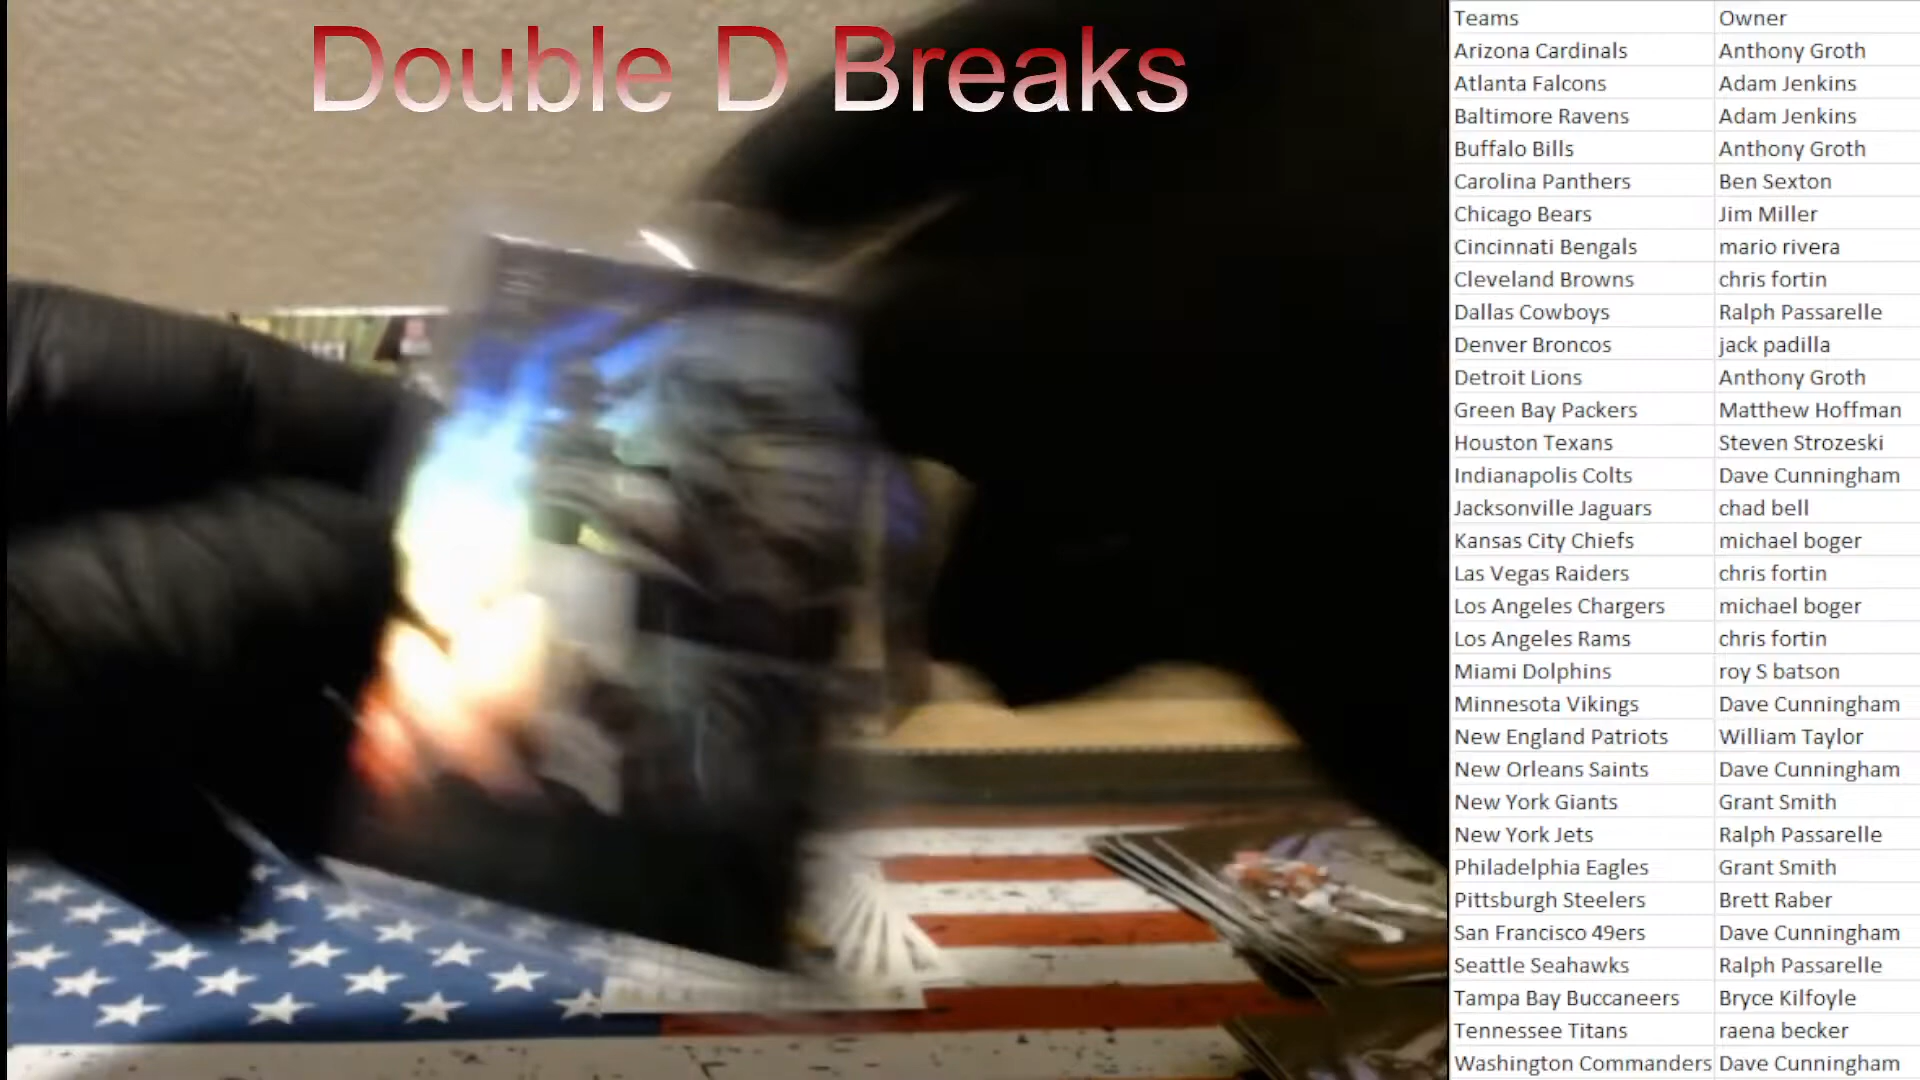 Double D Breaks
Teams Owner
Arizona Cardinals Anthony Groth
Atlanta Falcons Adam Jenkins
Baltimore Ravens Adam Jenkins
Buffalo Bills Anthony Groth
Carolina Panthers Ben Sexton
Chicago Bears Jim Miller
Cincinnati Bengals mario rivera
Cleveland Browns chris fortin
Dallas Cowboys Ralph Passarelle
Denver Broncos jack padilla
Detroit Lions Anthony Groth
Green Bay Packers Matthew Hoffman
Houston Texans Steven Strozeski
Indianapolis Colts Dave Cunningham
Jacksonville Jaguars chad bell
Kansas City Chiefs michael boger
Las Vegas Raiders chris fortin
Los Angeles Chargers michael boger
Los Angeles Rams chris fortin
Miami Dolphins roy S batson
Minnesota Vikings Dave Cunningham
New England Patriots William Taylor
New Orleans Saints Dave Cunningham
New York Giants Grant Smith
New York Jets Ralph Passarelle
Philadelphia Eagles Grant Smith
Pittsburgh Steelers Brett Raber
San Francisco 49ers Dave Cunningham
Seattle Seahawks Ralph Passarelle
Tampa Bay Buccaneers Bryce Kilfoyle
Tennessee Titans raena becker
Washington Commanders Dave Cunningham